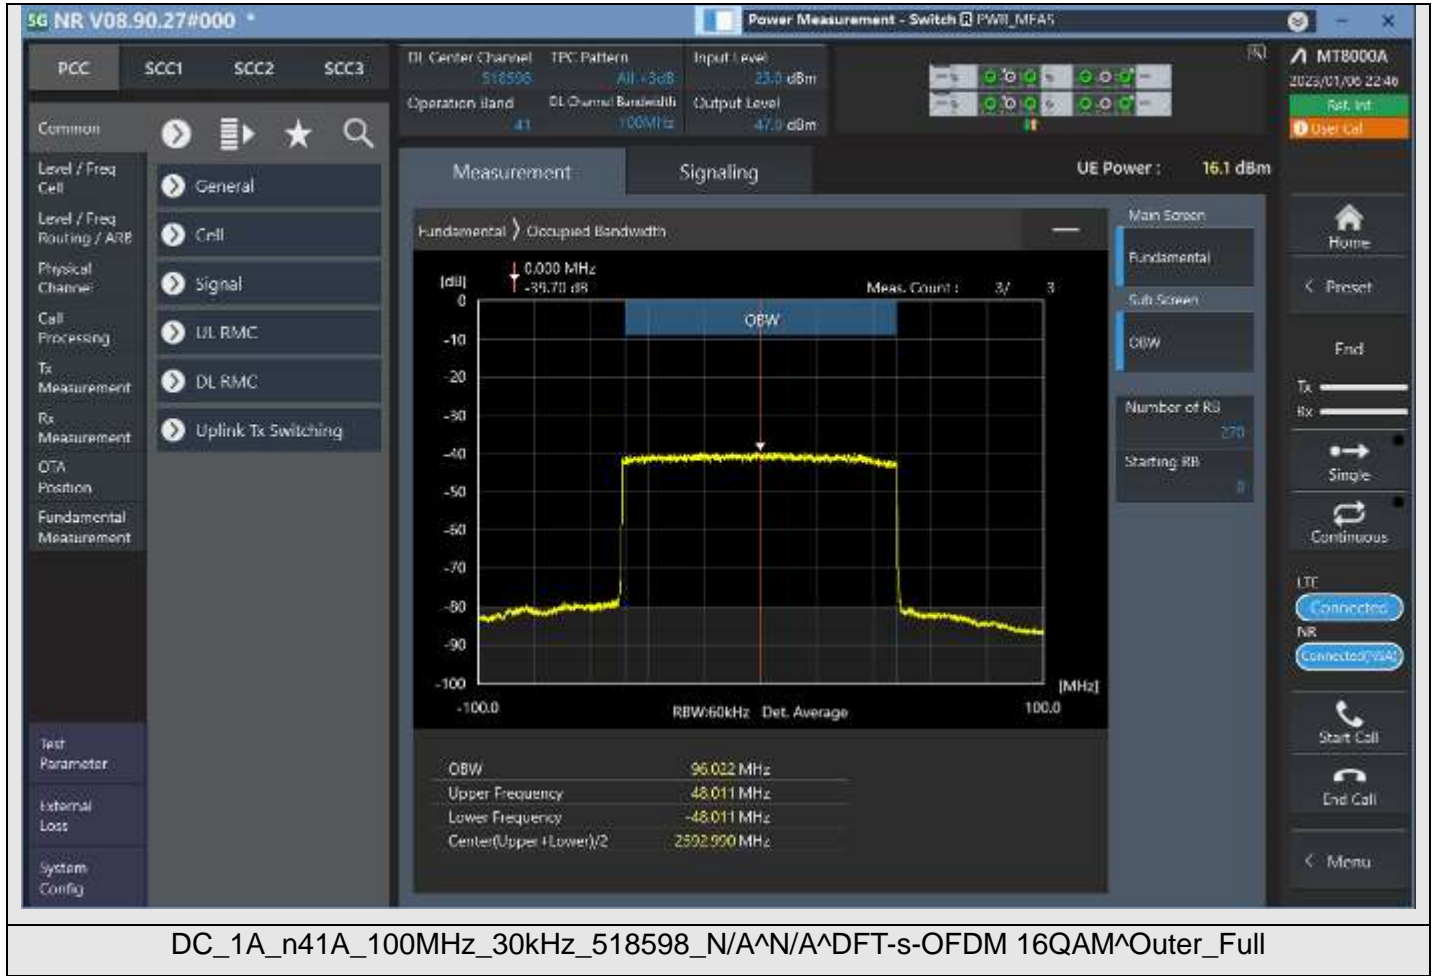 5G NR V08.90.27#000 *
Power Measurement - Switch R PWR_MEAS
PCC SCC1 SCC2 SCC3
DL Center Channel TPC Pattern Input Level
518598 All +3dB 23.0 dBm
Operation Band DL Channel Bandwidth Output Level
41 100MHz -47.0 dBm
MT8000A
2023/01/06 22:46
Ref. Int
User Cal
Common
Level / Freq
Cell
Level / Freq
Routing / ARB
Physical
Channel
Call
Processing
Tx
Measurement
Rx
Measurement
OTA
Position
Fundamental
Measurement
Test
Parameter
External
Loss
System
Config
General
Cell
Signal
UL RMC
DL RMC
Uplink Tx Switching
Measurement Signaling
UE Power : 16.1 dBm
Fundamental > Occupied Bandwidth
0.000 MHz
-39.70 dB
Meas. Count : 3/ 3
[dB]
OBW
0
-10
-20
-30
-40
-50
-60
-70
-80
-90
-100
[MHz]
-100.0 RBW:60kHz Det. Average 100.0
OBW 96.022 MHz
Upper Frequency 48.011 MHz
Lower Frequency -48.011 MHz
Center(Upper+Lower)/2 2592.990 MHz
Main Screen
Fundamental
Sub Screen
OBW
Number of RB
270
Starting RB
0
Home
< Preset
End
Tx
Rx
Single
Continuous
LTE
Connected
NR
Connected(NSA)
Start Call
End Call
< Menu
DC_1A_n41A_100MHz_30kHz_518598_N/A^N/A^DFT-s-OFDM 16QAM^Outer_Full